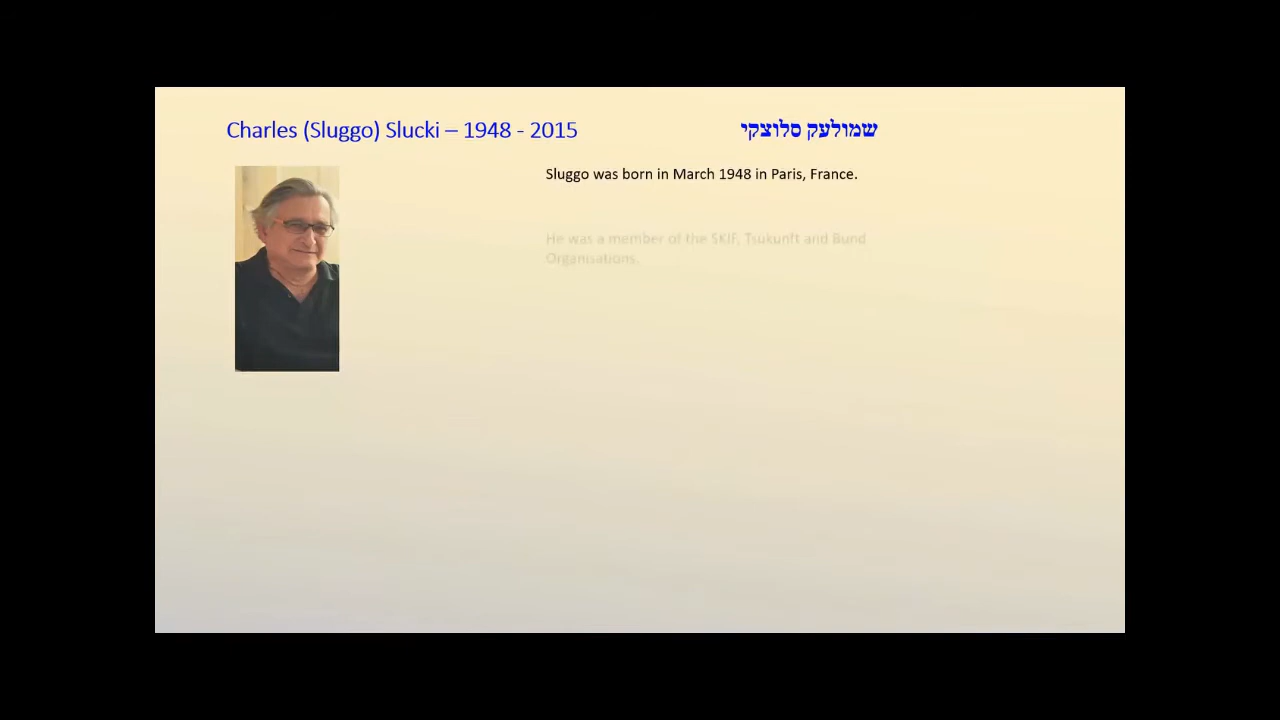 Charles (Sluggo) Slucki – 1948 - 2015
שמולעק סלוצקי
Sluggo was born in March 1948 in Paris, France.
He was a member of the SKIF, Tsukunft and Bund
Organisations.